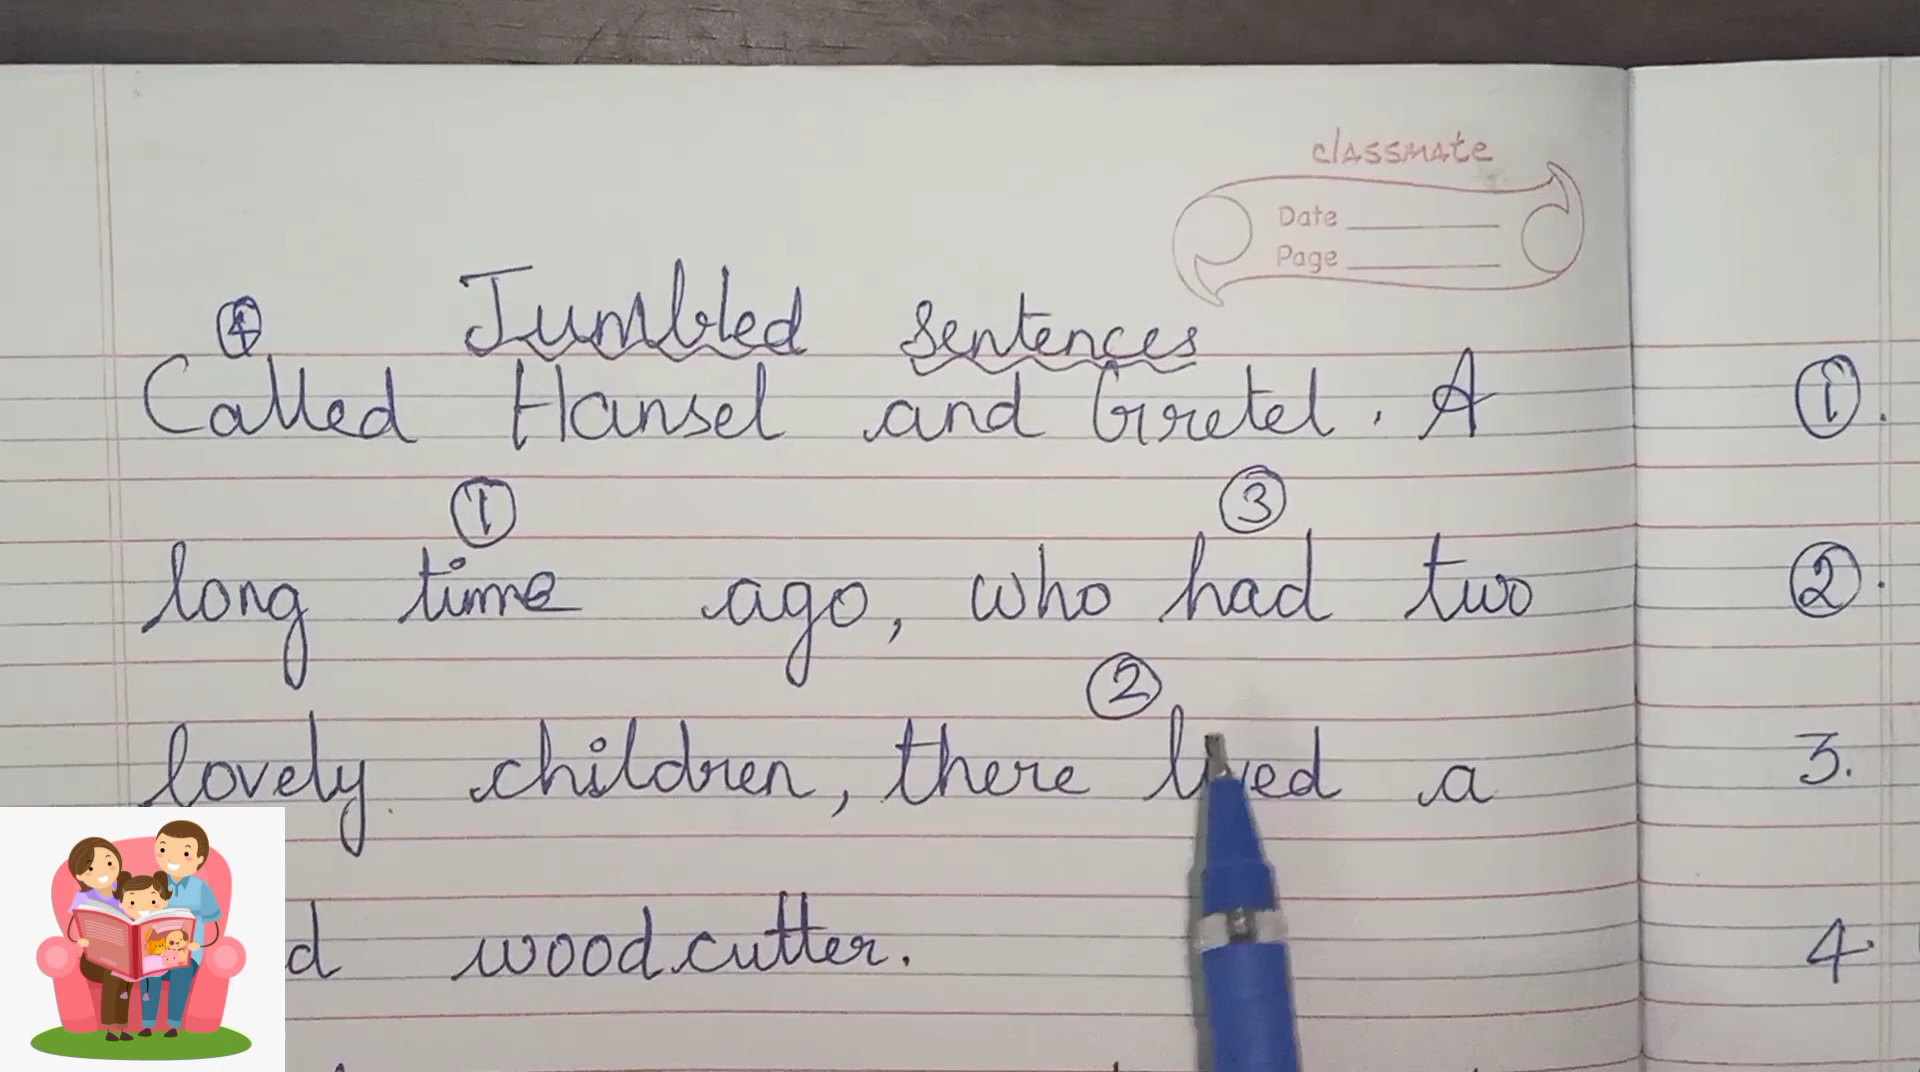 classmate
Date
Page
Jumbled sentences
④
Called Hansel and Gretel. A
① ③
long time ago, who had two
②
lovely children, there lived a
d woodcutter.
①.
②.
3.
4.